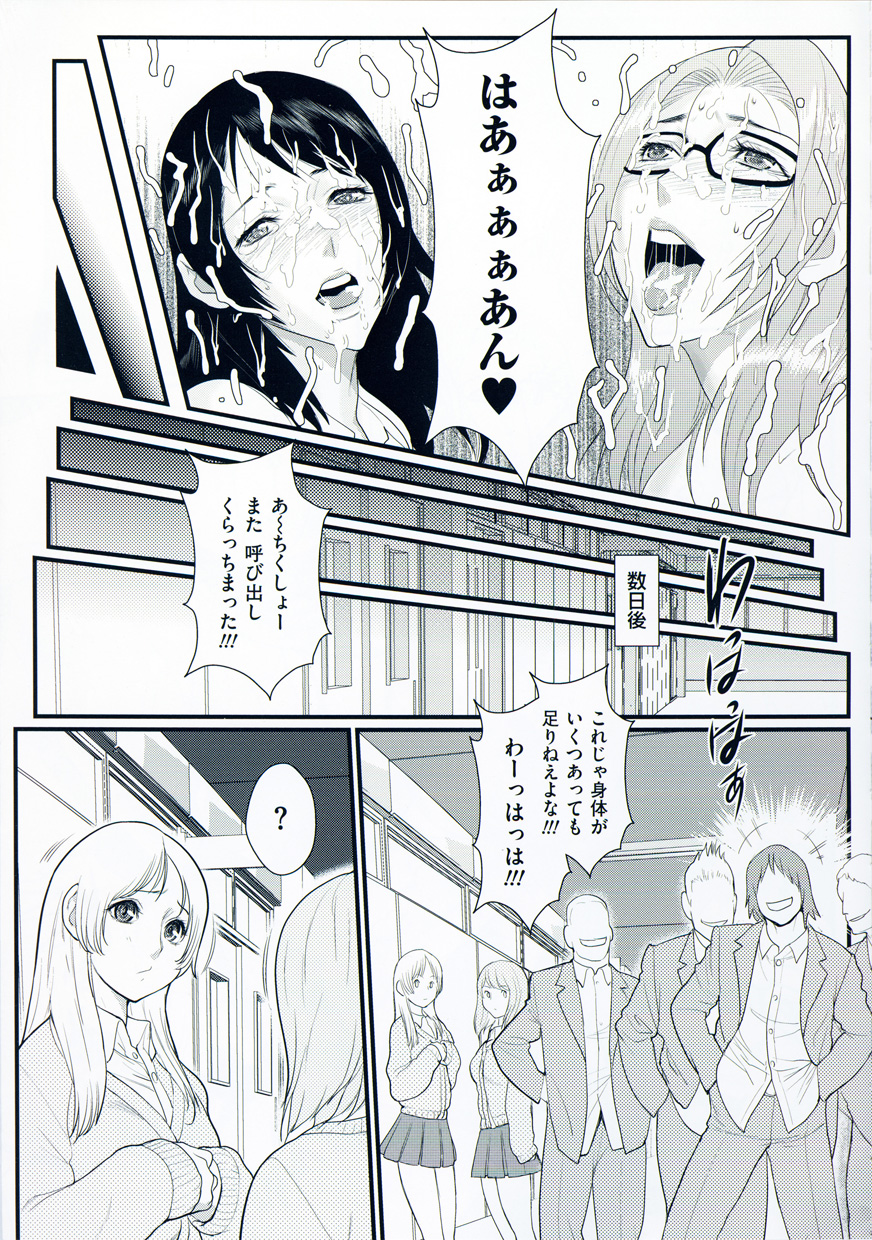 はあぁぁぁあん♥
数日後
わっはっはぁ
あ～ちくしょー
また 呼び出し
くらっちまった!!!
これじゃ身体が
いくつあっても
足りねえよな!!!
わーっはっは!!!
?